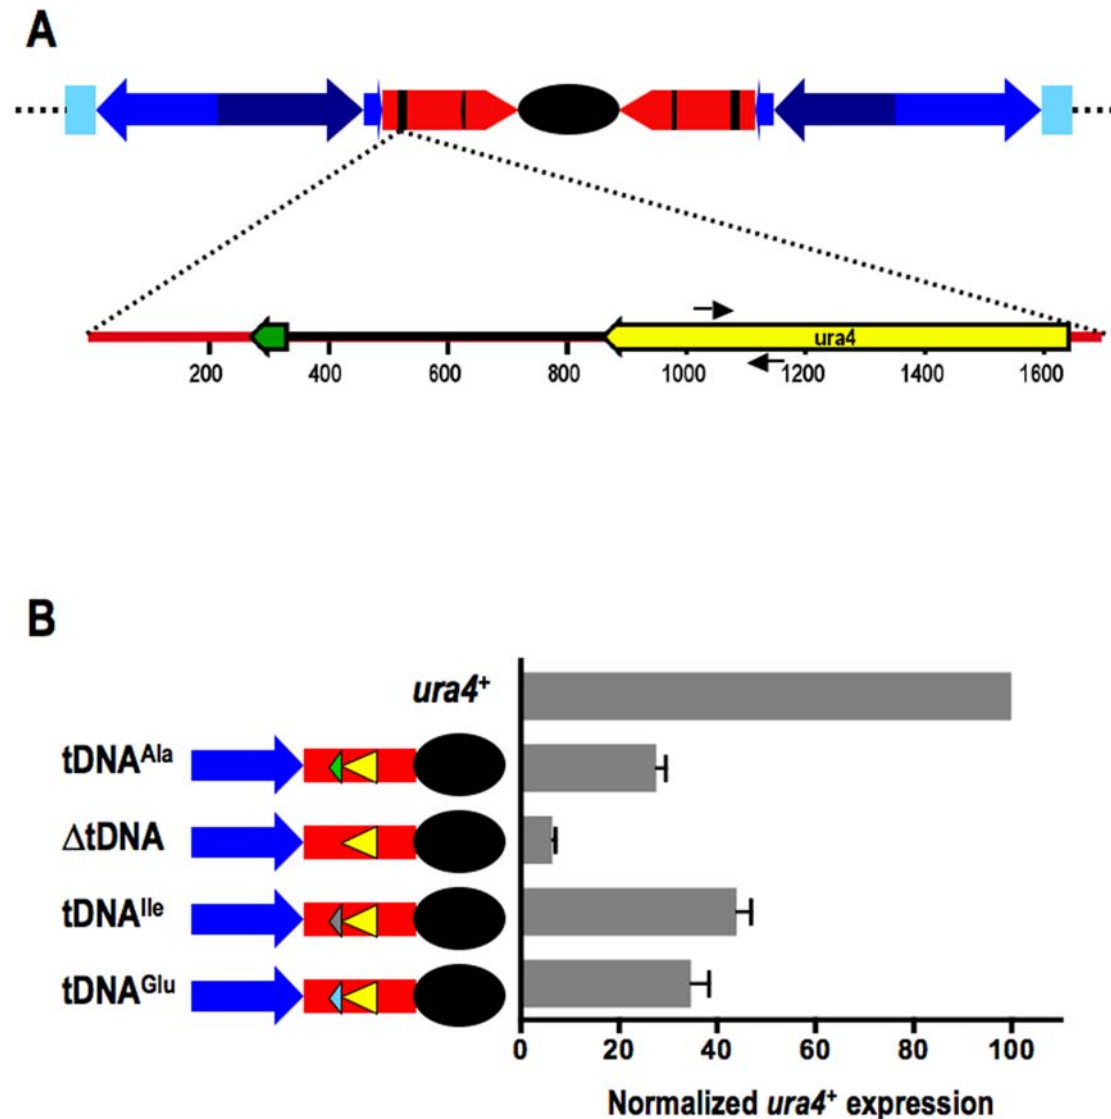 A
ura4
200 400 600 800 1000 1200 1400 1600
B
ura4⁺
tDNAᴬˡᵃ
ΔtDNA
tDNAᴵˡᵉ
tDNAᴳˡᵘ
0 20 40 60 80 100
Normalized ura4⁺ expression